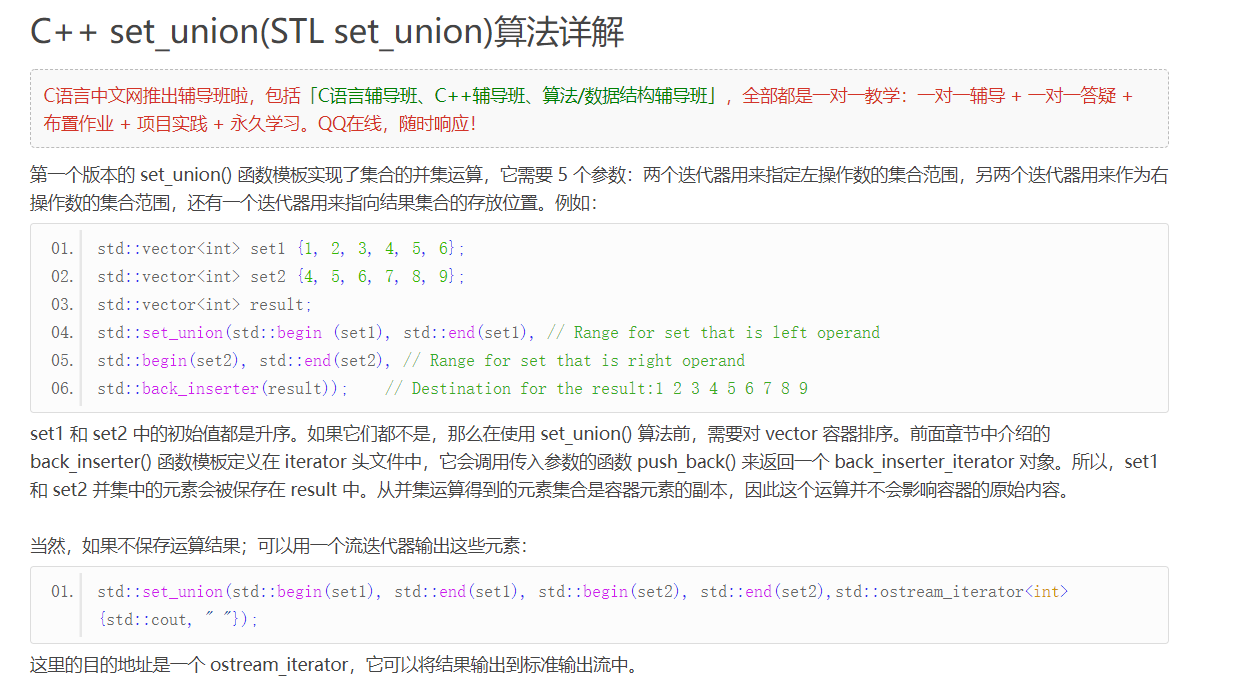 C++ set_union(STL set_union)算法详解
C语言中文网推出辅导班啦，包括「C语言辅导班、C++辅导班、算法/数据结构辅导班」，全部都是一对一教学：一对一辅导 + 一对一答疑 +
布置作业 + 项目实践 + 永久学习。QQ在线，随时响应！
第一个版本的 set_union() 函数模板实现了集合的并集运算，它需要 5 个参数：两个迭代器用来指定左操作数的集合范围，另两个迭代器用来作为右
操作数的集合范围，还有一个迭代器用来指向结果集合的存放位置。例如：
01. std::vector<int> set1 {1, 2, 3, 4, 5, 6};
02. std::vector<int> set2 {4, 5, 6, 7, 8, 9};
03. std::vector<int> result;
04. std::set_union(std::begin (set1), std::end(set1), // Range for set that is left operand
05. std::begin(set2), std::end(set2), // Range for set that is right operand
06. std::back_inserter(result));    // Destination for the result:1 2 3 4 5 6 7 8 9
set1 和 set2 中的初始值都是升序。如果它们都不是，那么在使用 set_union() 算法前，需要对 vector 容器排序。前面章节中介绍的
back_inserter() 函数模板定义在 iterator 头文件中，它会调用传入参数的函数 push_back() 来返回一个 back_inserter_iterator 对象。所以，set1
和 set2 并集中的元素会被保存在 result 中。从并集运算得到的元素集合是容器元素的副本，因此这个运算并不会影响容器的原始内容。
当然，如果不保存运算结果；可以用一个流迭代器输出这些元素：
01. std::set_union(std::begin(set1), std::end(set1), std::begin(set2), std::end(set2),std::ostream_iterator<int>
{std::cout, " "});
这里的目的地址是一个 ostream_iterator，它可以将结果输出到标准输出流中。